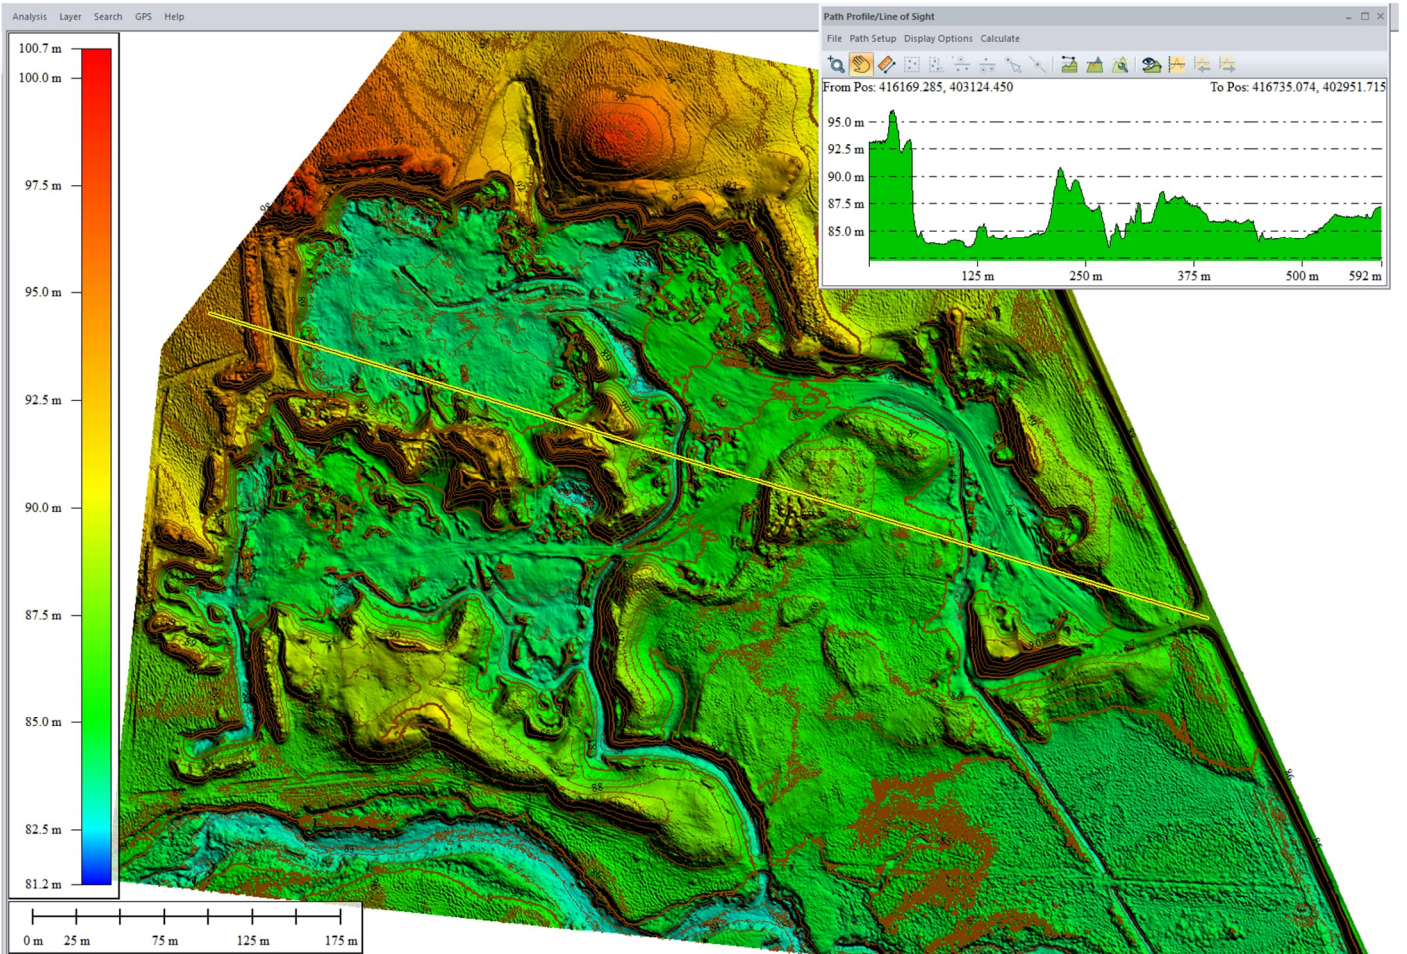 Analysis Layer Search GPS Help
Path Profile/Line of Sight
File Path Setup Display Options Calculate
From Pos: 416169.285, 403124.450 To Pos: 416735.074, 402951.715
95.0 m
92.5 m
90.0 m
87.5 m
85.0 m
125 m 250 m 375 m 500 m 592 m
100.7 m
100.0 m
97.5 m
95.0 m
92.5 m
90.0 m
87.5 m
85.0 m
82.5 m
81.2 m
0 m 25 m 75 m 125 m 175 m
98
90
88